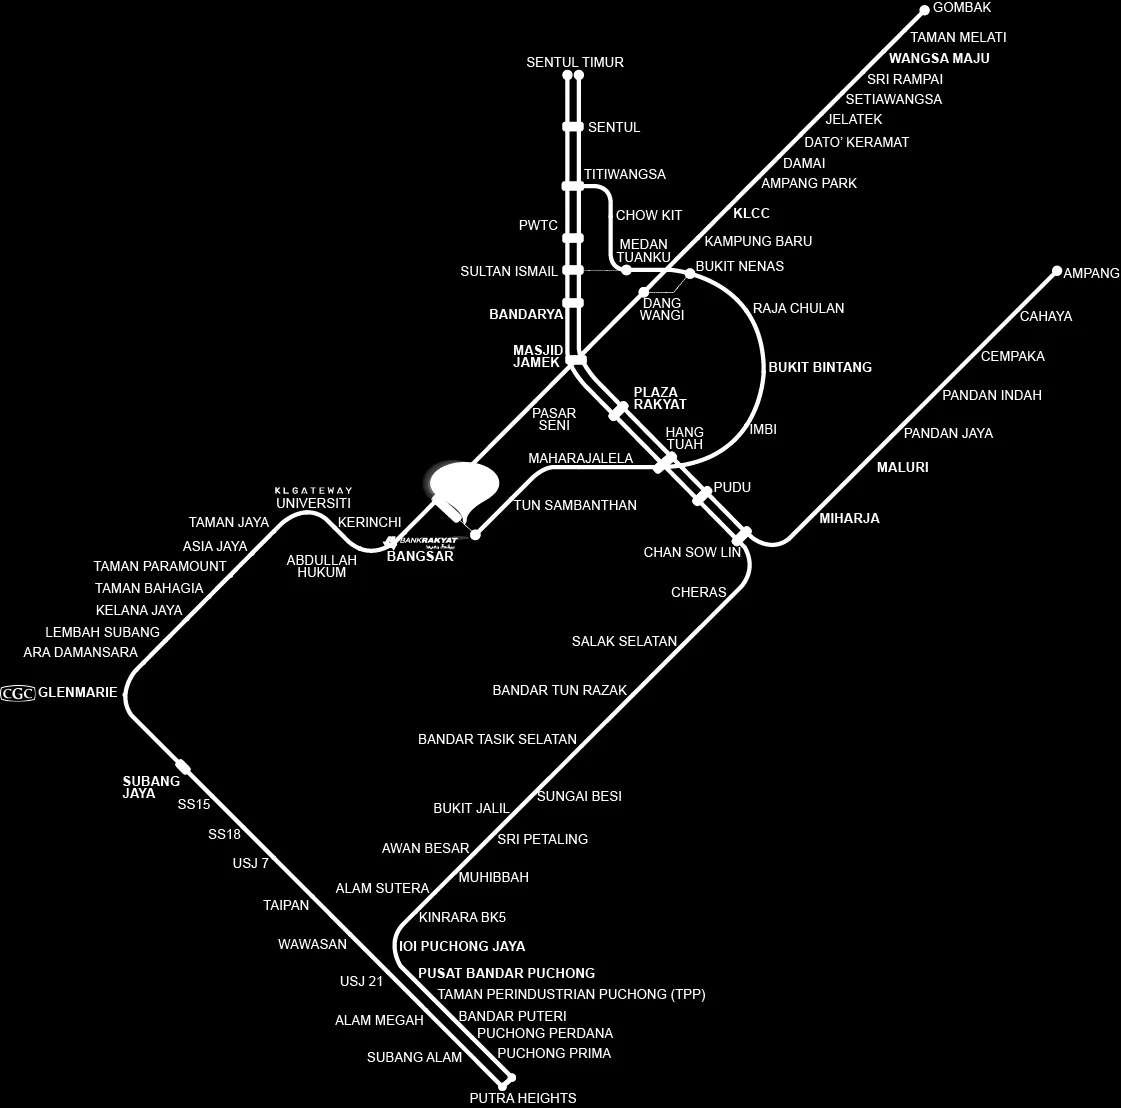 GOMBAK
TAMAN MELATI
WANGSA MAJU
SRI RAMPAI
SETIAWANGSA
JELATEK
DATO' KERAMAT
DAMAI
AMPANG PARK
KLCC
KAMPUNG BARU
SENTUL TIMUR
SENTUL
TITIWANGSA
CHOW KIT
PWTC
MEDAN
TUANKU
SULTAN ISMAIL
BUKIT NENAS
DANG
WANGI
BANDARYA
RAJA CHULAN
MASJID
JAMEK
BUKIT BINTANG
PLAZA
RAKYAT
PASAR
SENI
HANG
TUAH
IMBI
MAHARAJALELA
TUN SAMBANTHAN
PUDU
AMPANG
CAHAYA
CEMPAKA
PANDAN INDAH
PANDAN JAYA
MALURI
MIHARJA
CHAN SOW LIN
CHERAS
SALAK SELATAN
BANDAR TUN RAZAK
BANDAR TASIK SELATAN
SUNGAI BESI
BUKIT JALIL
SRI PETALING
AWAN BESAR
MUHIBBAH
ALAM SUTERA
KINRARA BK5
IOI PUCHONG JAYA
PUSAT BANDAR PUCHONG
TAMAN PERINDUSTRIAN PUCHONG (TPP)
BANDAR PUTERI
PUCHONG PERDANA
PUCHONG PRIMA
PUTRA HEIGHTS
KLGATEWAY
UNIVERSITI
TAMAN JAYA
KERINCHI
ASIA JAYA
ABDULLAH
HUKUM
BANKRAKYAT
BANGSAR
TAMAN PARAMOUNT
TAMAN BAHAGIA
KELANA JAYA
LEMBAH SUBANG
ARA DAMANSARA
CGC GLENMARIE
SUBANG
JAYA
SS15
SS18
USJ 7
TAIPAN
WAWASAN
USJ 21
ALAM MEGAH
SUBANG ALAM